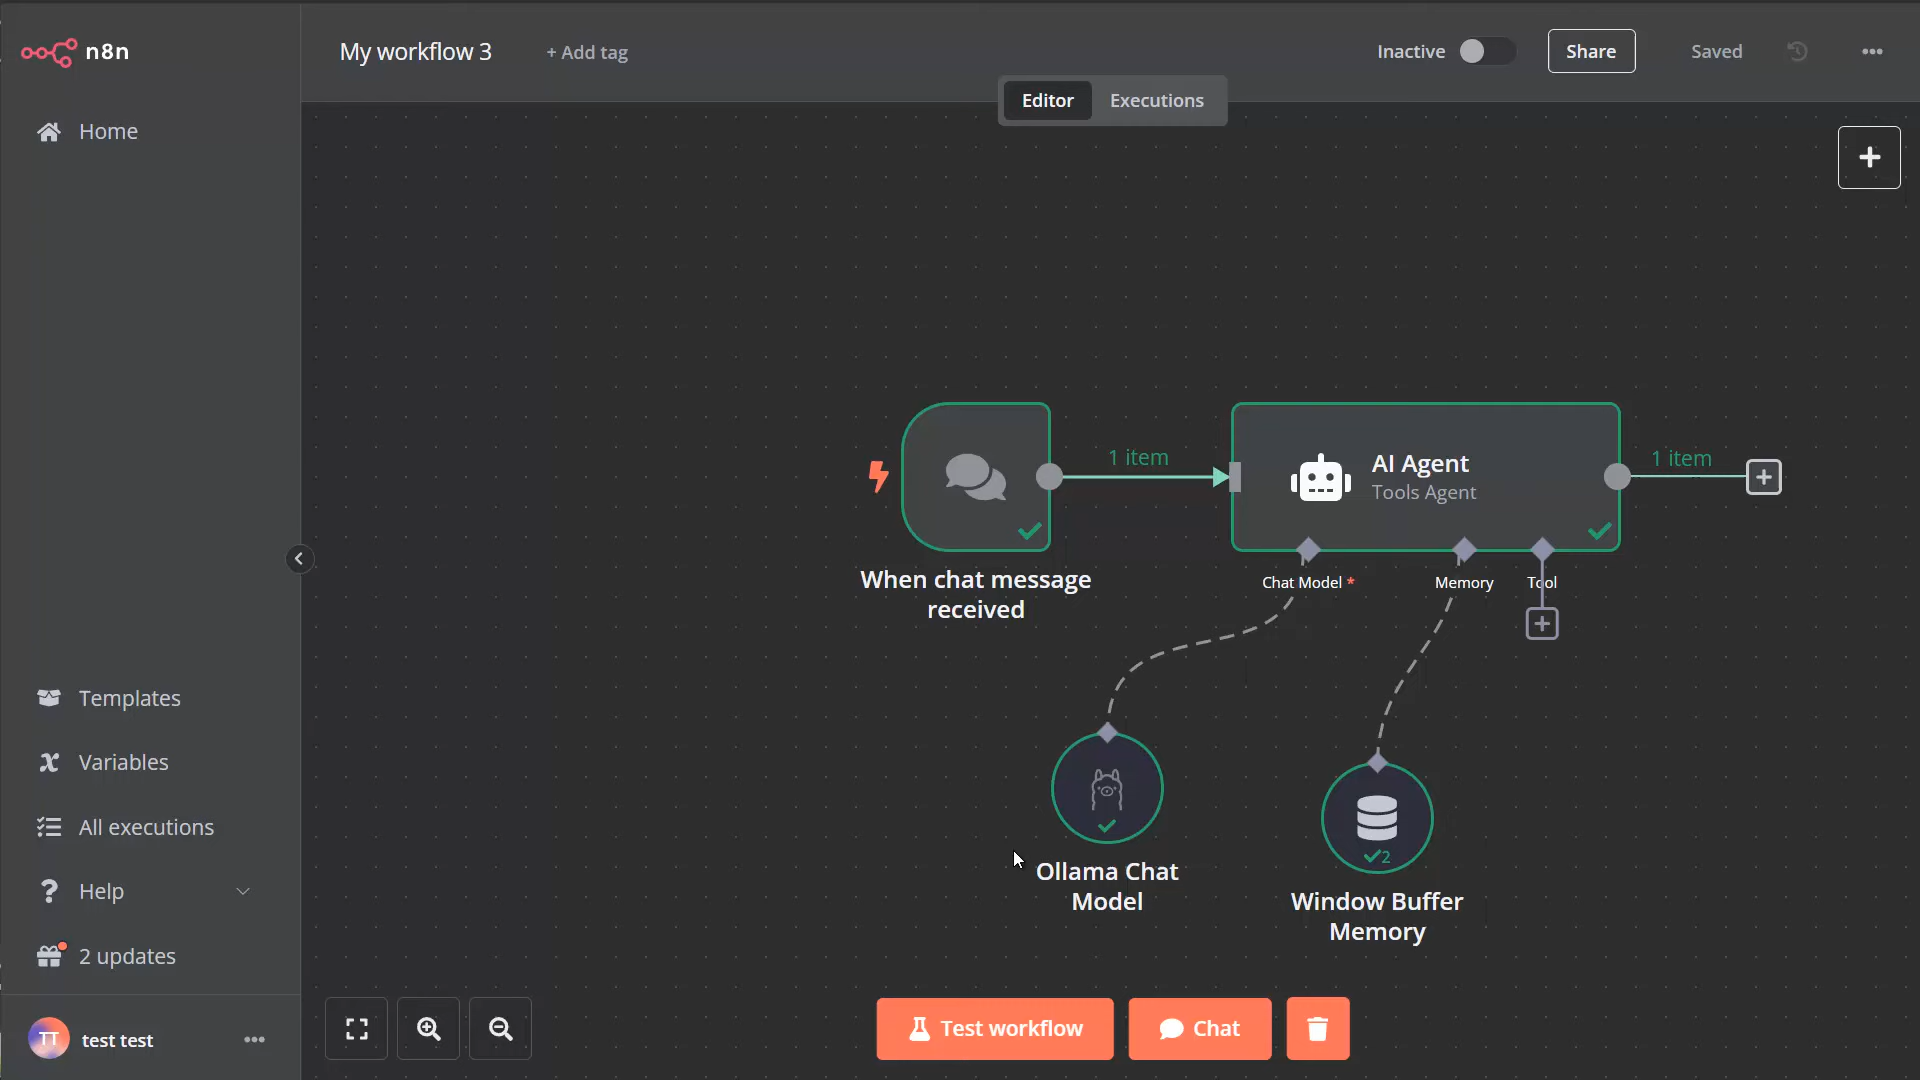 n8n
My workflow 3
+ Add tag
Inactive
Share
Saved
Editor
Executions
Home
1 item
AI Agent
Tools Agent
1 item
When chat message
received
Chat Model *
Memory
Tool
Templates
Variables
All executions
Help
2 updates
2
Ollama Chat
Model
Window Buffer
Memory
TT
test test
Test workflow
Chat